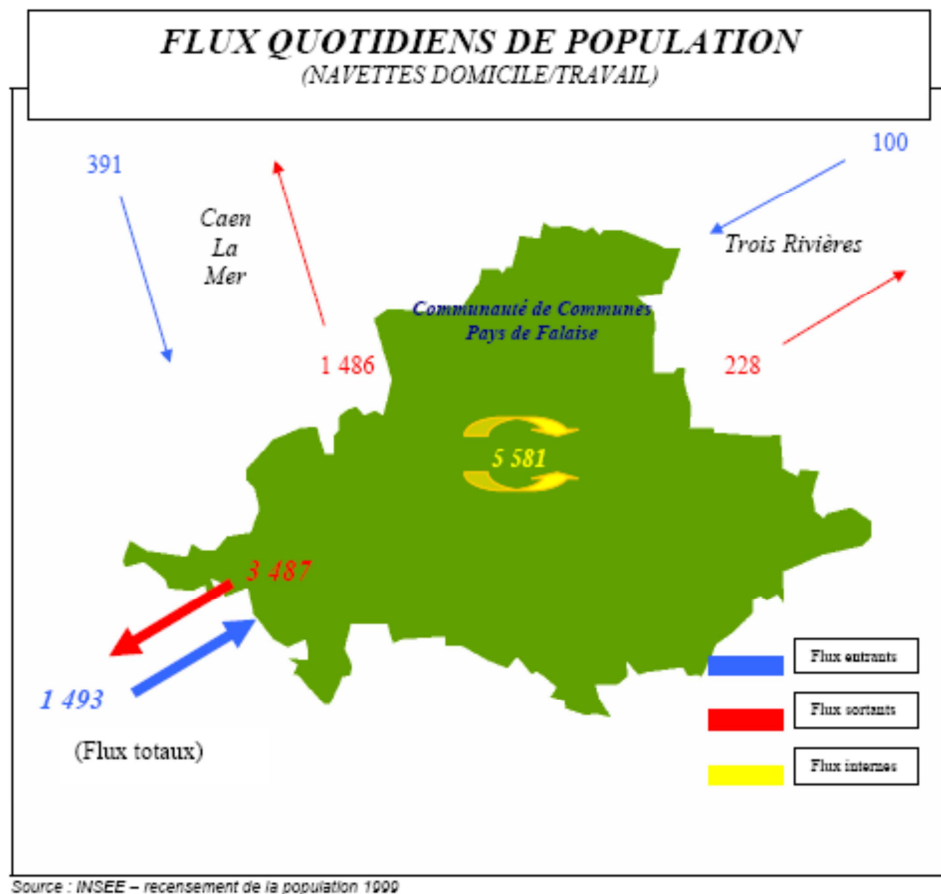 FLUX QUOTIDIENS DE POPULATION
(NAVETTES DOMICILE/TRAVAIL)
391
100
Caen
La
Mer
Trois Rivières
Communauté de Communes
Pays de Falaise
1 486
228
5 581
3 487
1 493
(Flux totaux)
Flux entrants
Flux sortants
Flux internes
Source : INSEE – recensement de la population 1999